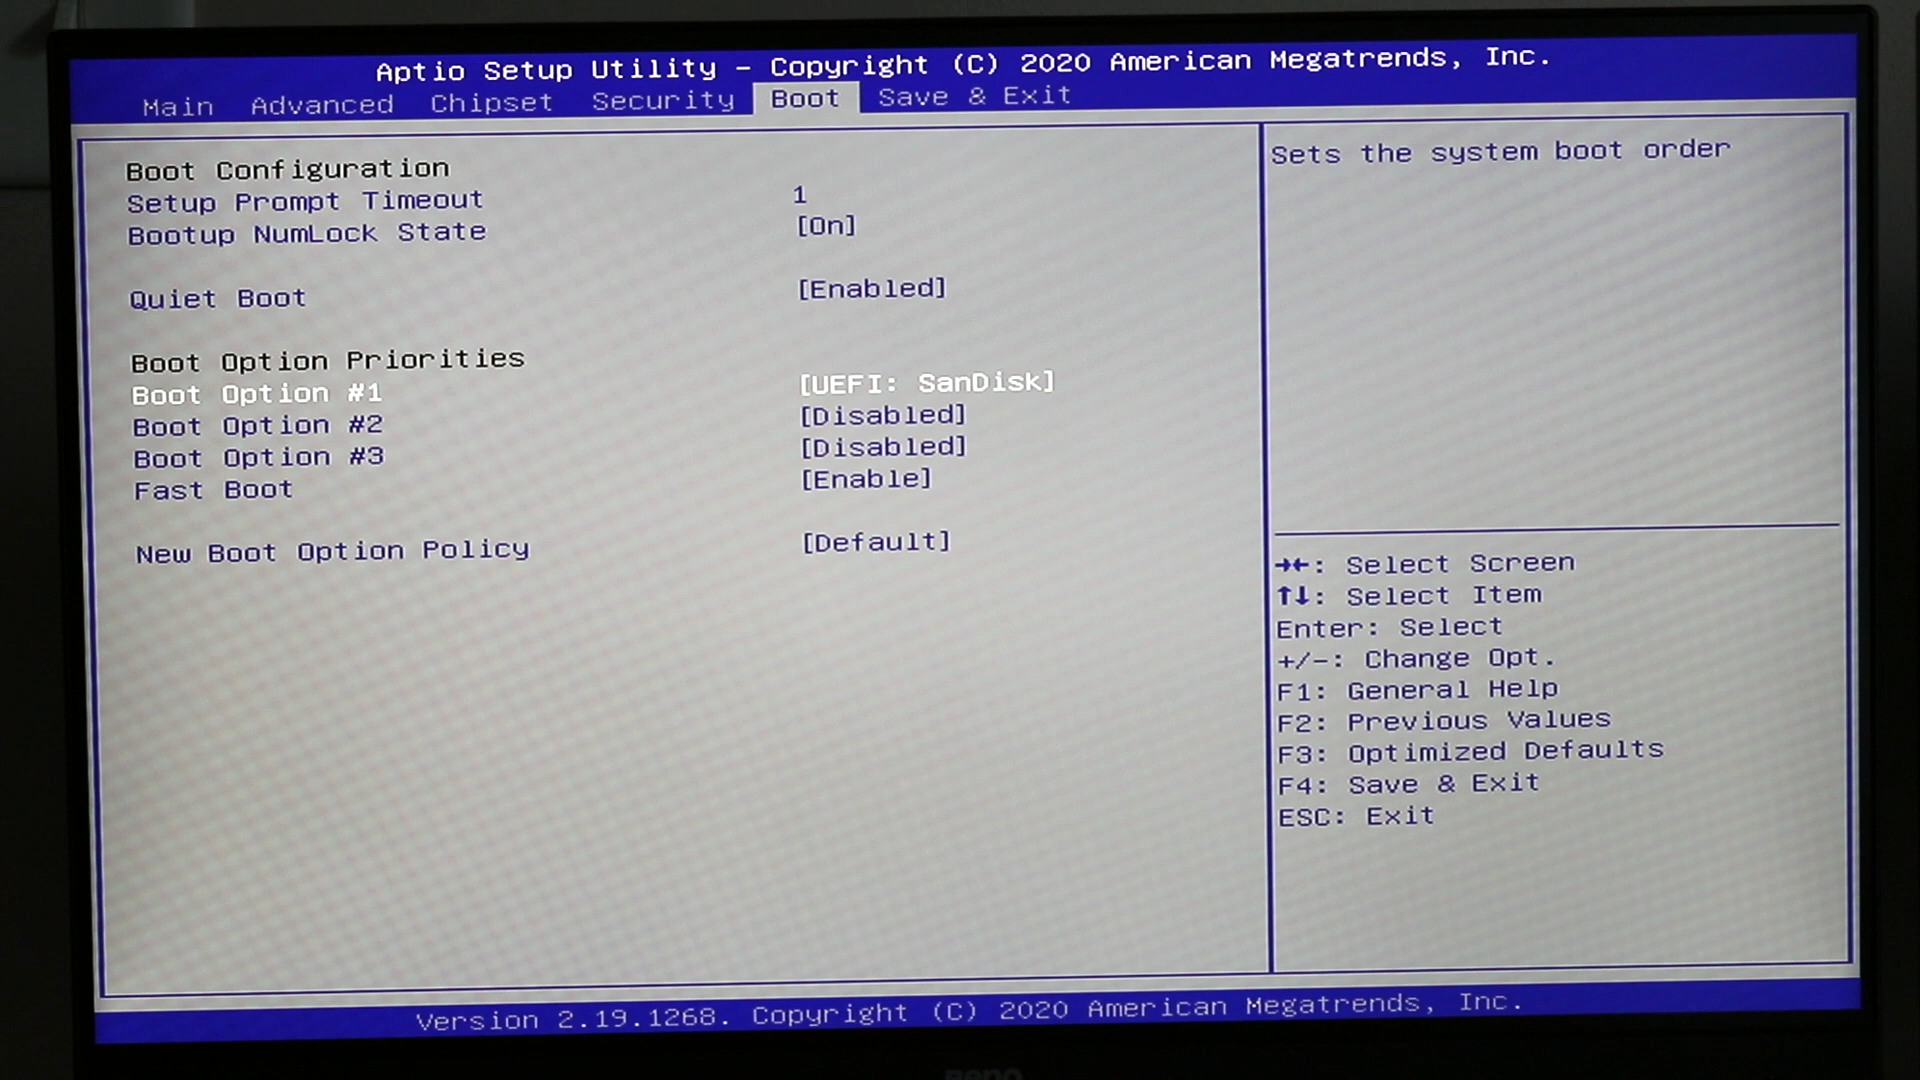 Aptio Setup Utility – Copyright (C) 2020 American Megatrends, Inc.
Main Advanced Chipset Security Boot Save & Exit
Boot Configuration
Setup Prompt Timeout 1
Bootup NumLock State [On]
Quiet Boot [Enabled]
Boot Option Priorities
Boot Option #1 [UEFI: SanDisk]
Boot Option #2 [Disabled]
Boot Option #3 [Disabled]
Fast Boot [Enable]
New Boot Option Policy [Default]
Sets the system boot order
→←: Select Screen
↑↓: Select Item
Enter: Select
+/-: Change Opt.
F1: General Help
F2: Previous Values
F3: Optimized Defaults
F4: Save & Exit
ESC: Exit
Version 2.19.1268. Copyright (C) 2020 American Megatrends, Inc.